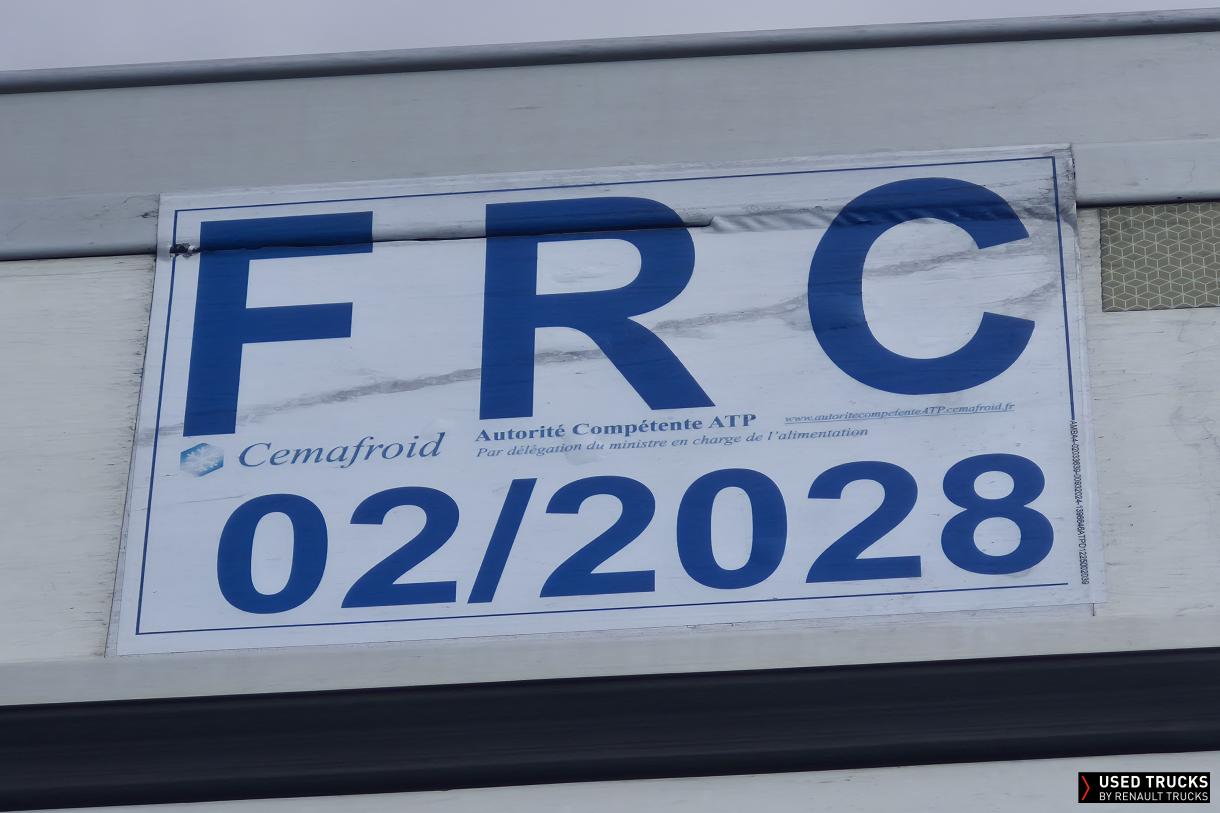 FRC
Cemafroid
Autorité Compétente ATP
www.autoritecompetenteATP.cemafroid.fr
Par délégation du ministre en charge de l'alimentation
02/2028
USED TRUCKS
BY RENAULT TRUCKS